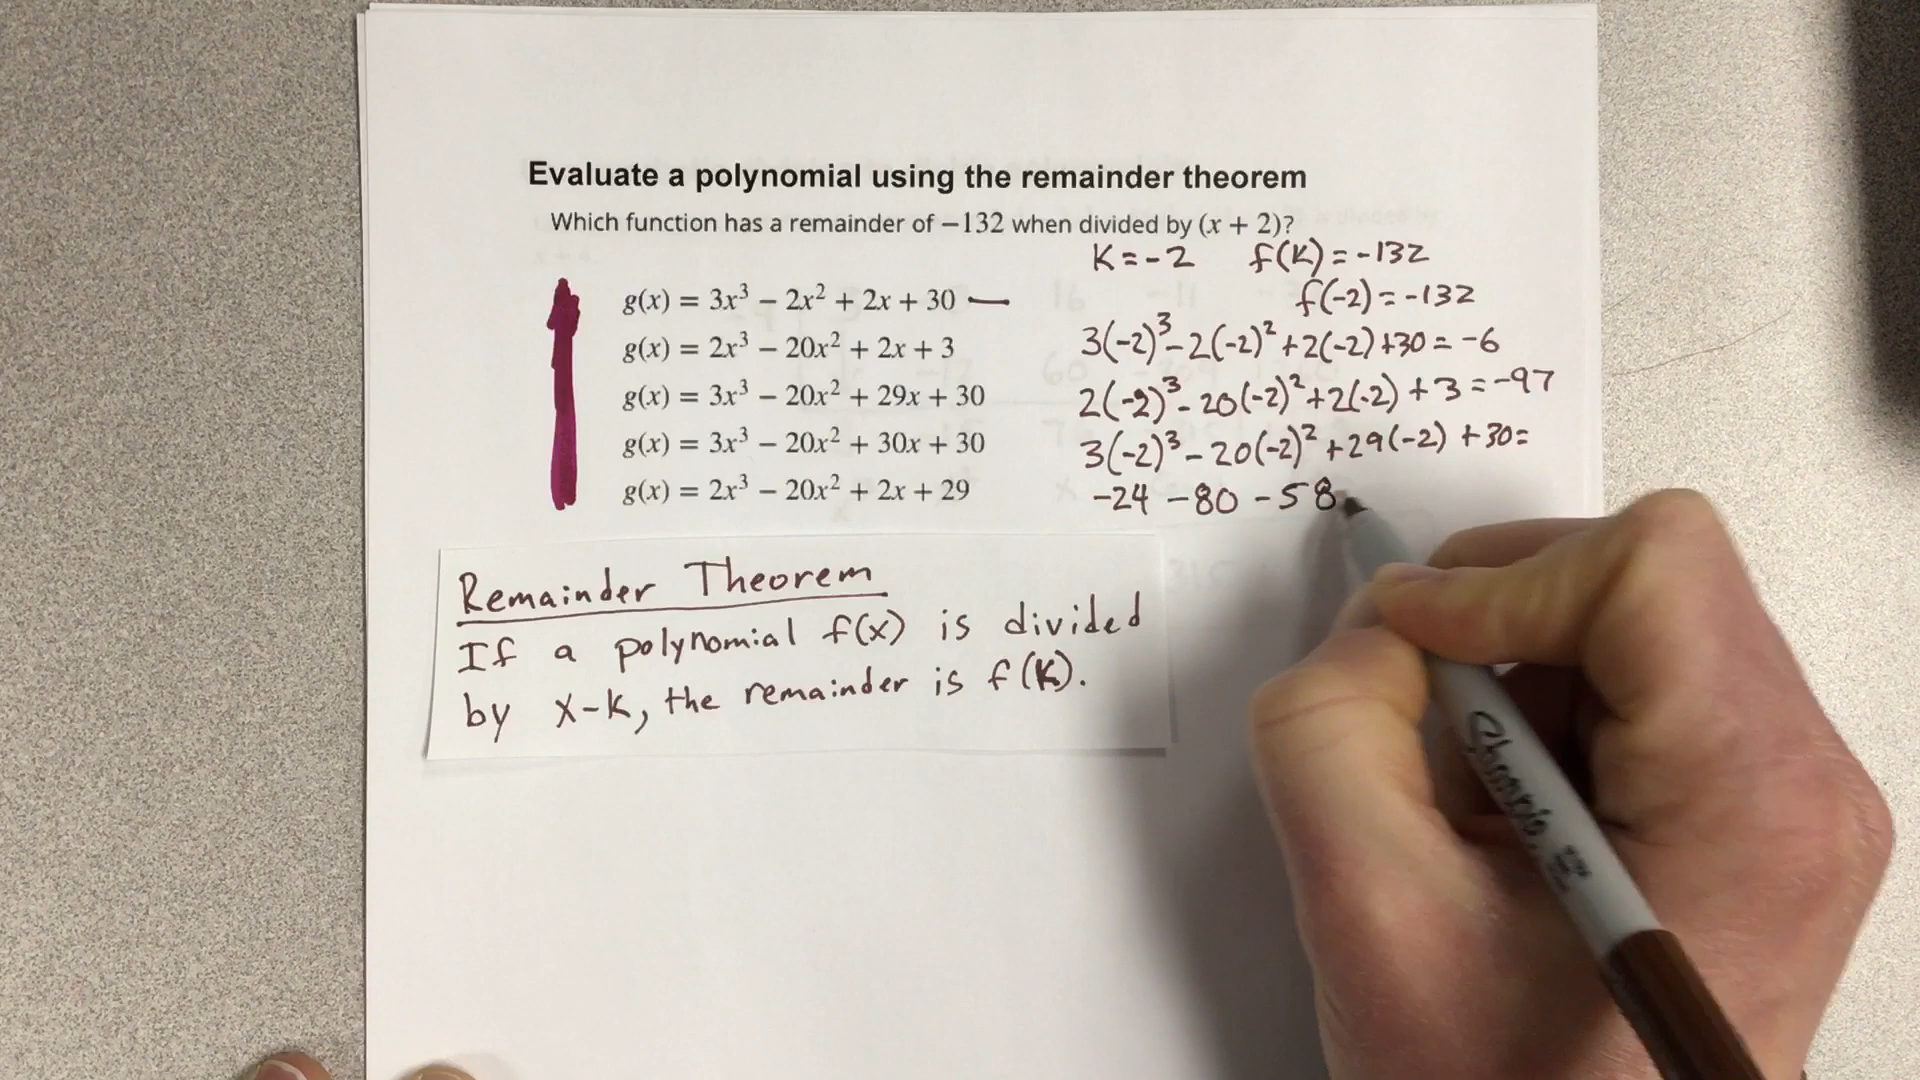 Evaluate a polynomial using the remainder theorem
Which function has a remainder of −132 when divided by (x + 2)?
K = -2 f(K) = -132
f(-2) = -132
g(x) = 3x³ − 2x² + 2x + 30 —
g(x) = 2x³ − 20x² + 2x + 3
g(x) = 3x³ − 20x² + 29x + 30
g(x) = 3x³ − 20x² + 30x + 30
g(x) = 2x³ − 20x² + 2x + 29
3(-2)³ - 2(-2)² + 2(-2) + 30 = -6
2(-2)³ - 20(-2)² + 2(-2) + 3 = -97
3(-2)³ - 20(-2)² + 29(-2) + 30 =
-24 - 80 - 58
Remainder Theorem
If a polynomial f(x) is divided
by x-k, the remainder is f(k).
Sharpie